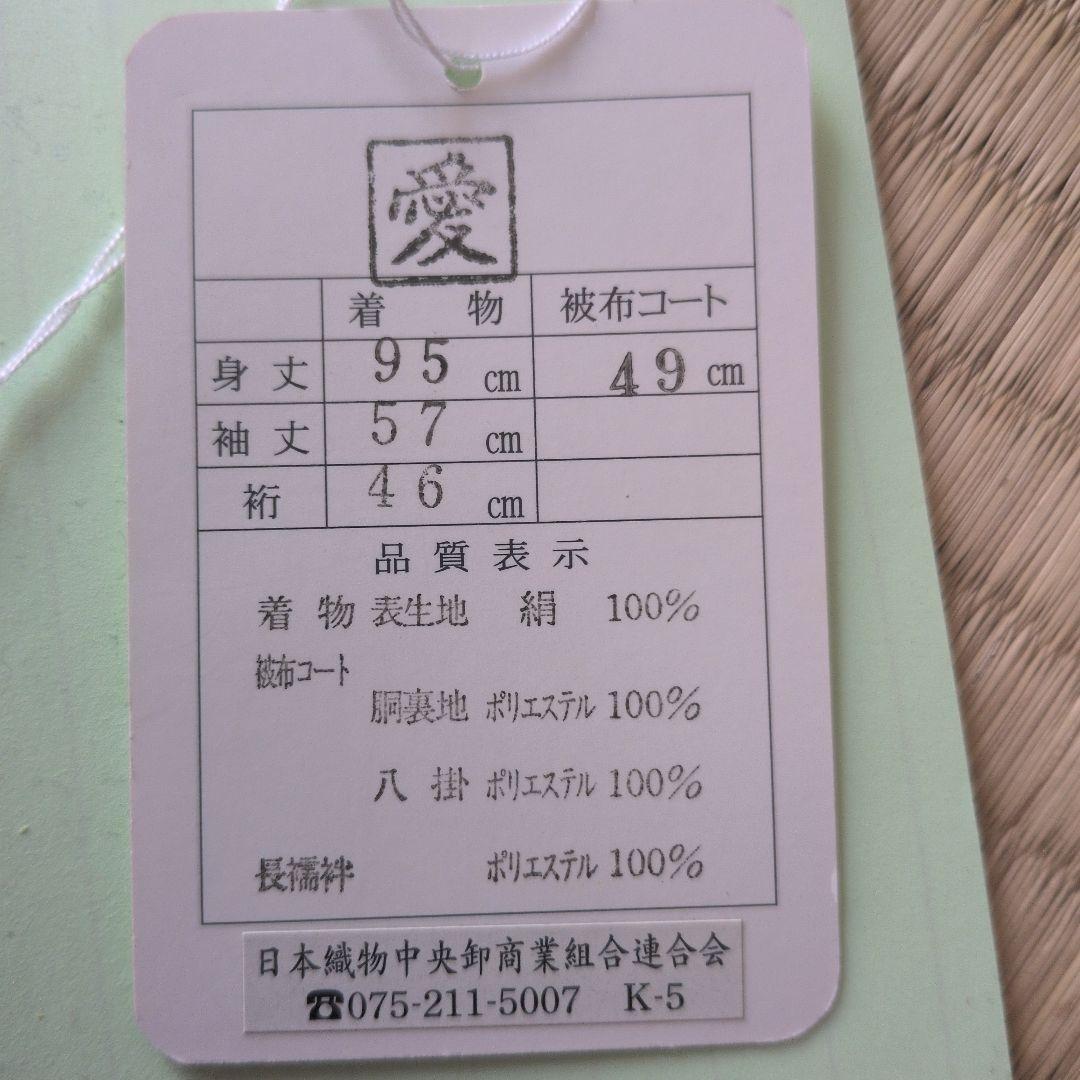 愛
着物 被布コート
身丈 95 cm 49 cm
袖丈 57 cm
裄 46 cm
品質表示
着物 表生地 絹 100%
被布コート
胴裏地 ポリエステル 100%
八掛 ポリエステル 100%
長襦袢 ポリエステル 100%
日本織物中央卸商業組合連合会
☎075-211-5007 K-5